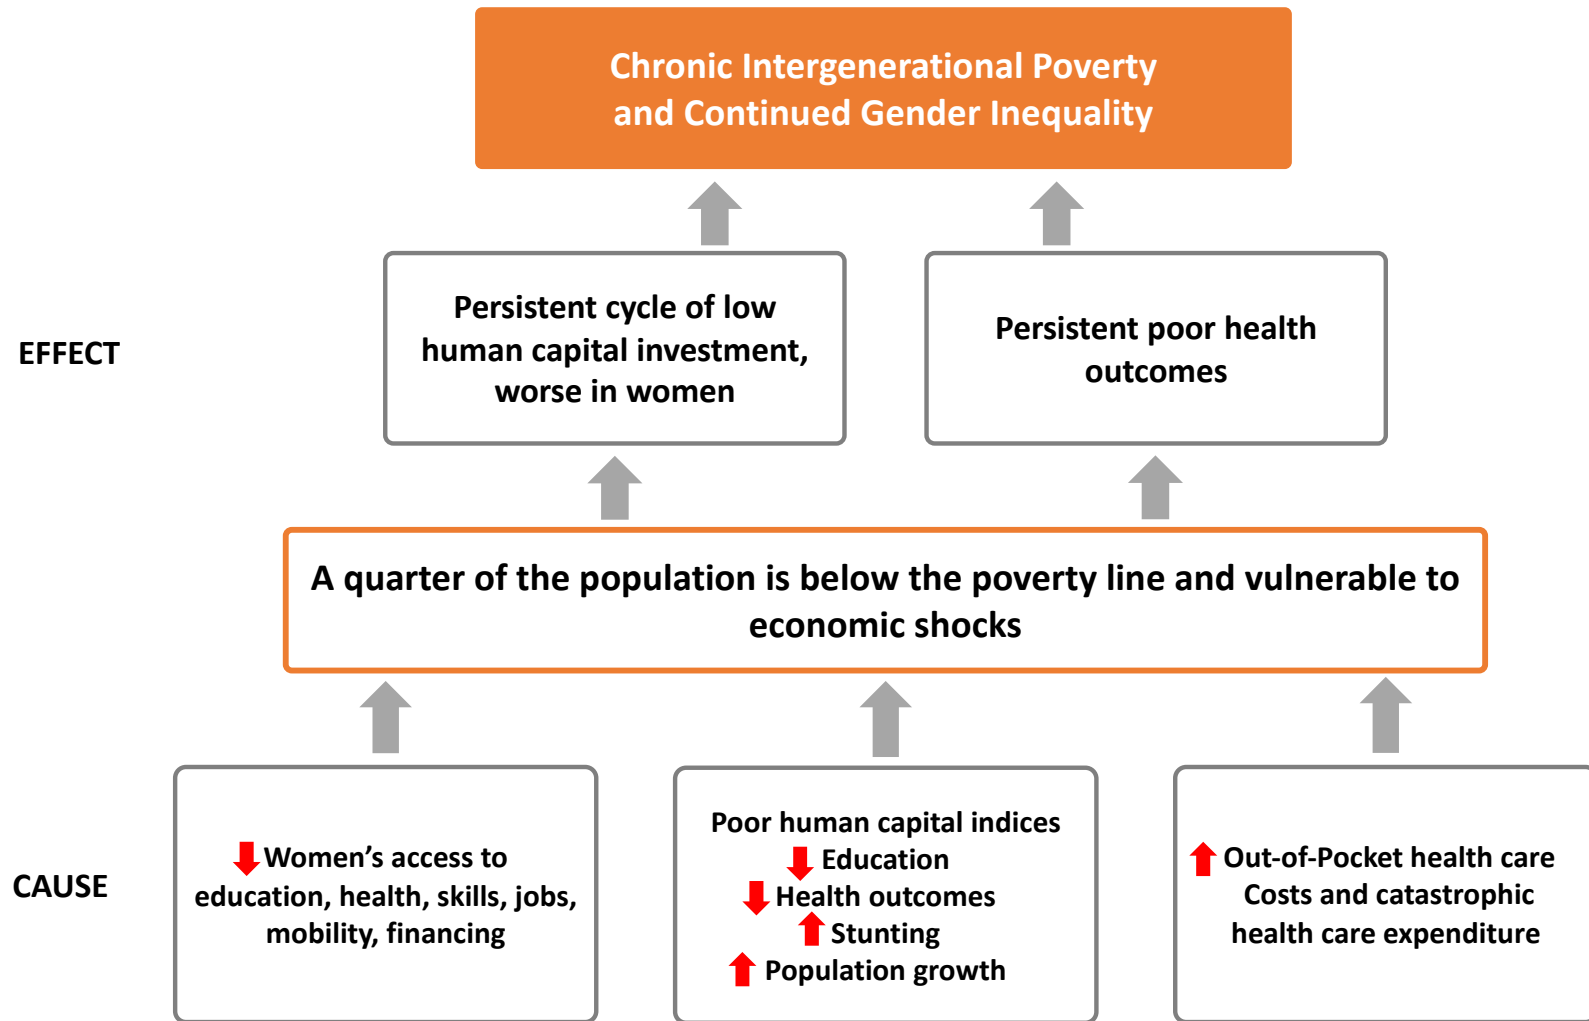 Chronic Intergenerational Poverty
and Continued Gender Inequality
EFFECT
Persistent cycle of low
human capital investment,
worse in women
Persistent poor health
outcomes
A quarter of the population is below the poverty line and vulnerable to
economic shocks
CAUSE
Women’s access to
education, health, skills, jobs,
mobility, financing
Poor human capital indices
Education
Health outcomes
Stunting
Population growth
Out-of-Pocket health care
Costs and catastrophic
health care expenditure